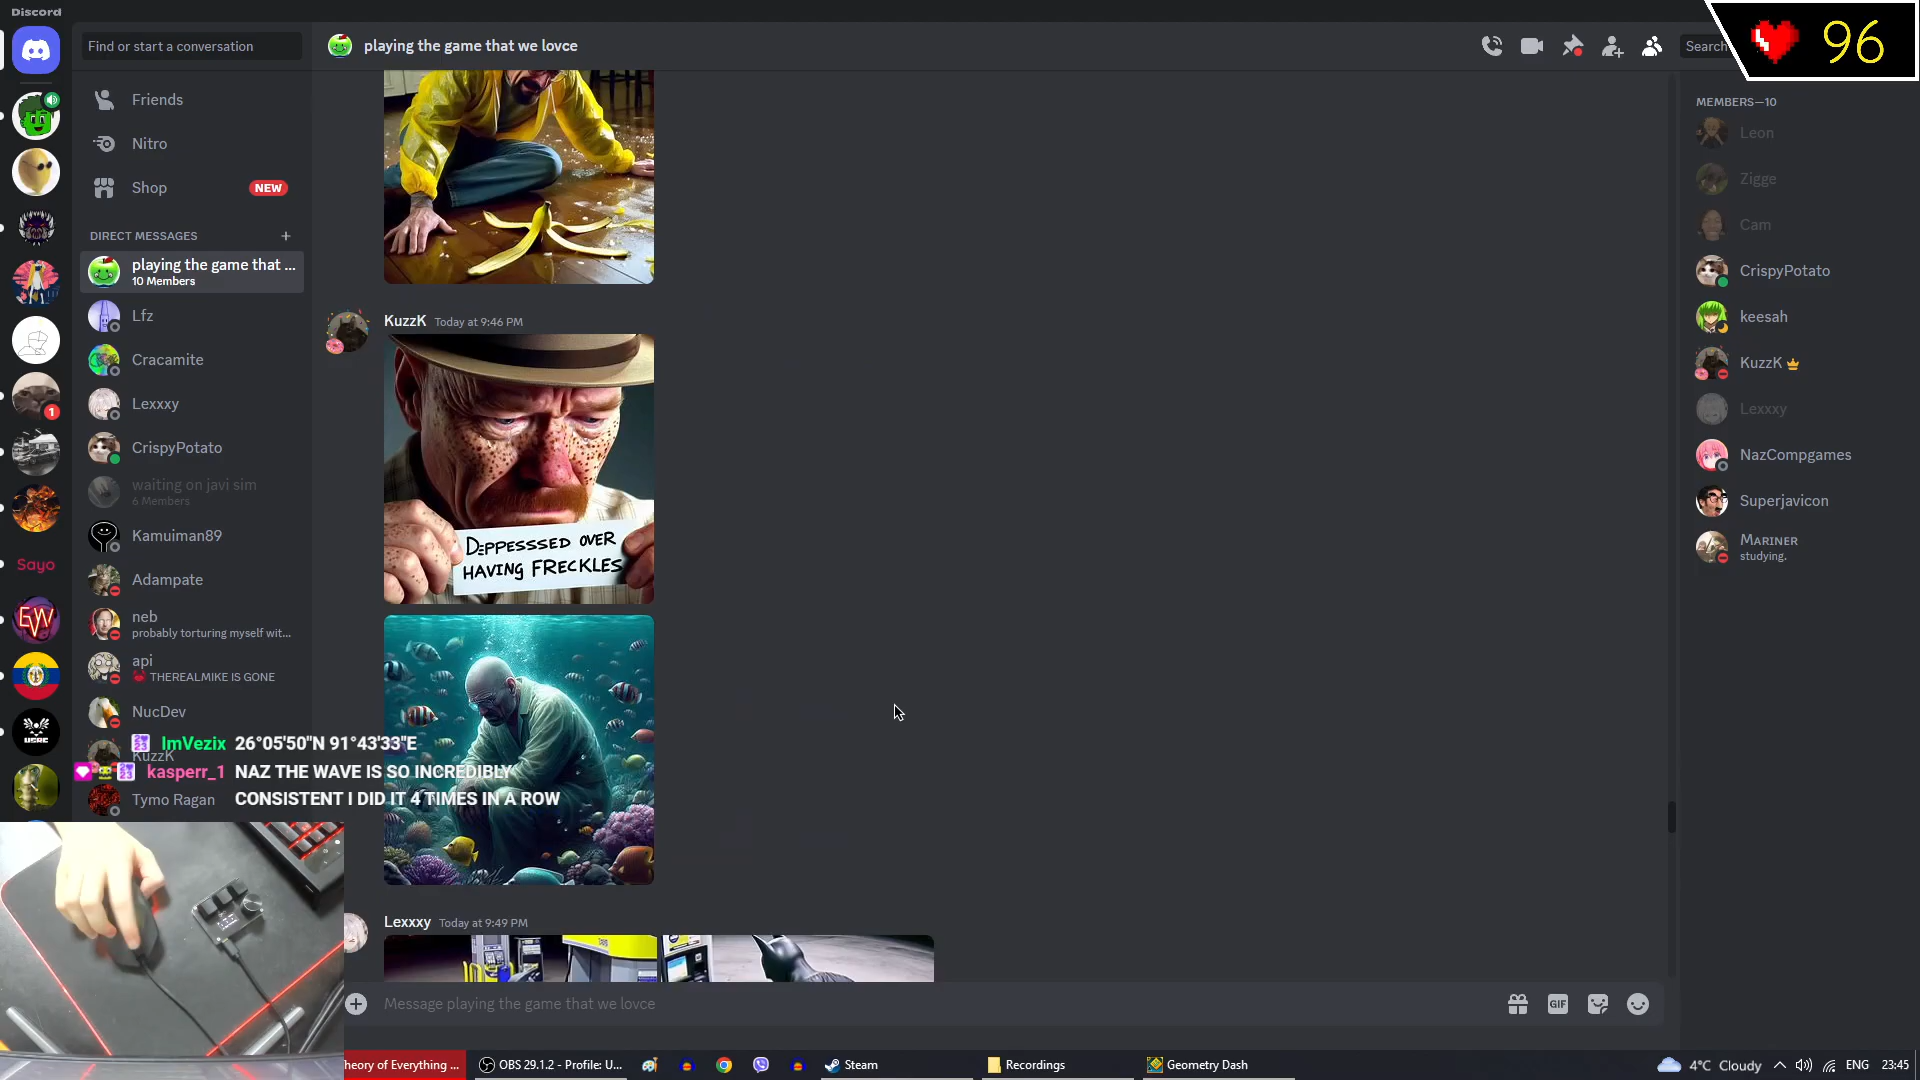 Discord
Find or start a conversation
playing the game that we lovce
Search
96
Friends
Nitro
Shop
NEW
DIRECT MESSAGES
playing the game that ...
10 Members
Lfz
Cracamite
Lexxxy
CrispyPotato
waiting on javi sim
6 Members
Kamuiman89
Adampate
neb
probably torturing myself wit...
api
THEREALMIKE IS GONE
NucDev
KuzzK
Tymo Ragan
1
Sayo
EW
USRC
ImVezix 26°05'50"N 91°43'33"E
kasperr_1 NAZ THE WAVE IS SO INCREDIBLY
CONSISTENT I DID IT 4 TIMES IN A ROW
KuzzK Today at 9:46 PM
DEPPESSSED OVER
HAVING FRECKLES
Lexxxy Today at 9:49 PM
Message playing the game that we lovce
GIF
MEMBERS—10
Leon
Zigge
Cam
CrispyPotato
keesah
KuzzK
Lexxxy
NazCompgames
Superjavicon
MARINER
studying.
heory of Everything ...
OBS 29.1.2 - Profile: U...
Steam
Recordings
Geometry Dash
4°C Cloudy
ENG
23:45